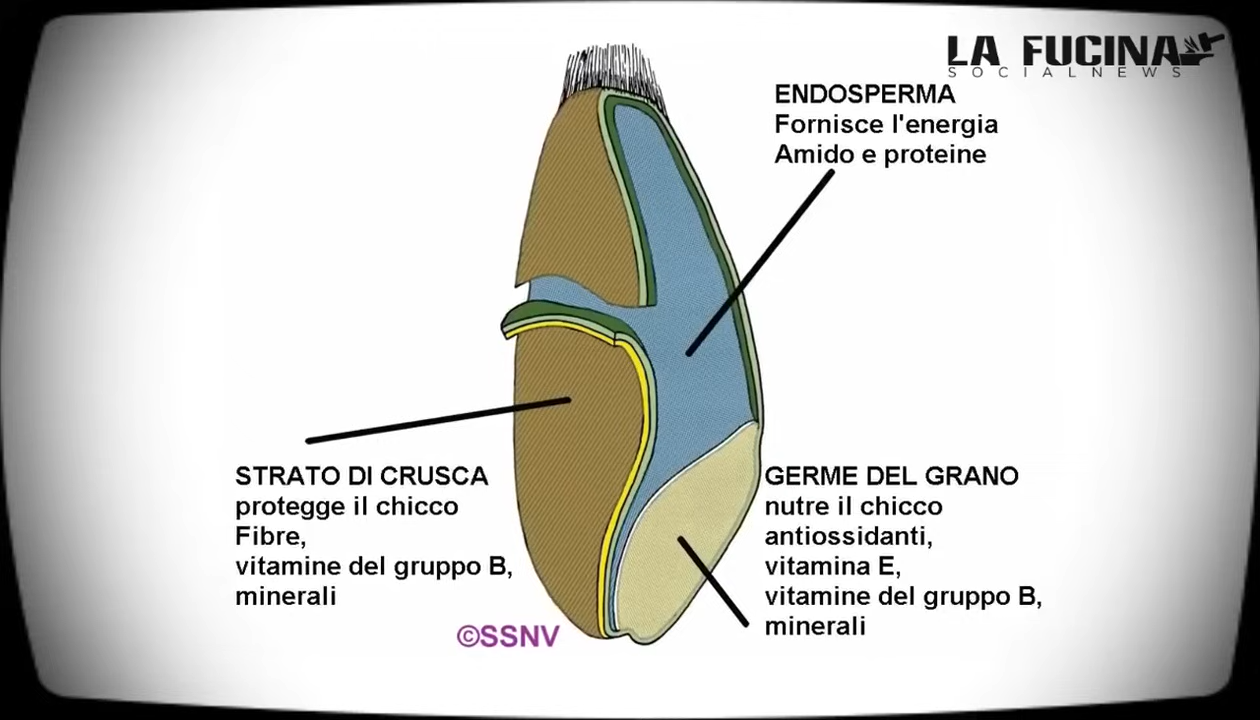 LA FUCINA
SOCIALNEWS
ENDOSPERMA
Fornisce l'energia
Amido e proteine
STRATO DI CRUSCA
protegge il chicco
Fibre,
vitamine del gruppo B,
minerali
GERME DEL GRANO
nutre il chicco
antiossidanti,
vitamina E,
vitamine del gruppo B,
minerali
©SSNV